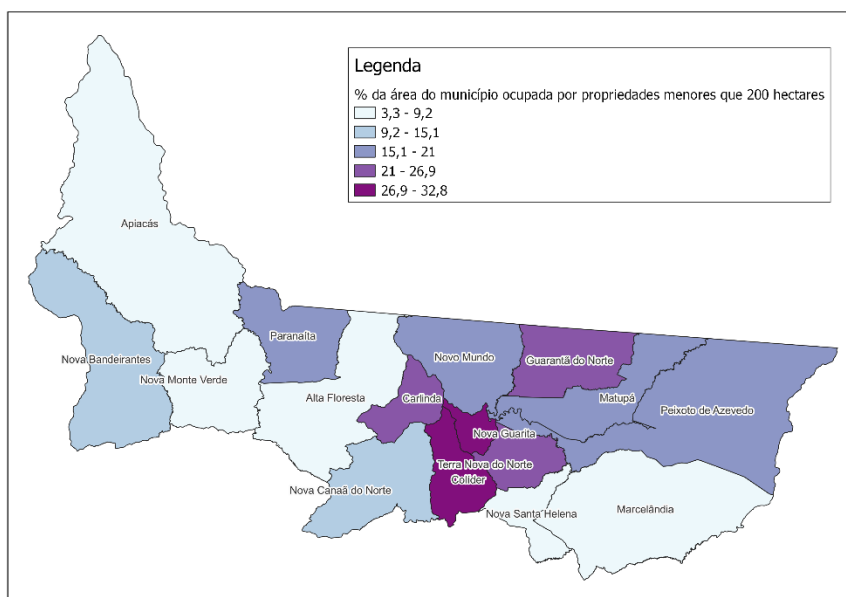 Legenda
% da área do município ocupada por propriedades menores que 200 hectares
3,3 - 9,2
9,2 - 15,1
15,1 - 21
21 - 26,9
26,9 - 32,8
Apiacás
Nova Bandeirantes
Nova Monte Verde
Paranaíta
Alta Floresta
Novo Mundo
Guarantã do Norte
Carlinda
Matupá
Peixoto de Azevedo
Nova Guarita
Terra Nova do Norte
Colíder
Nova Canaã do Norte
Nova Santa Helena
Marcelândia